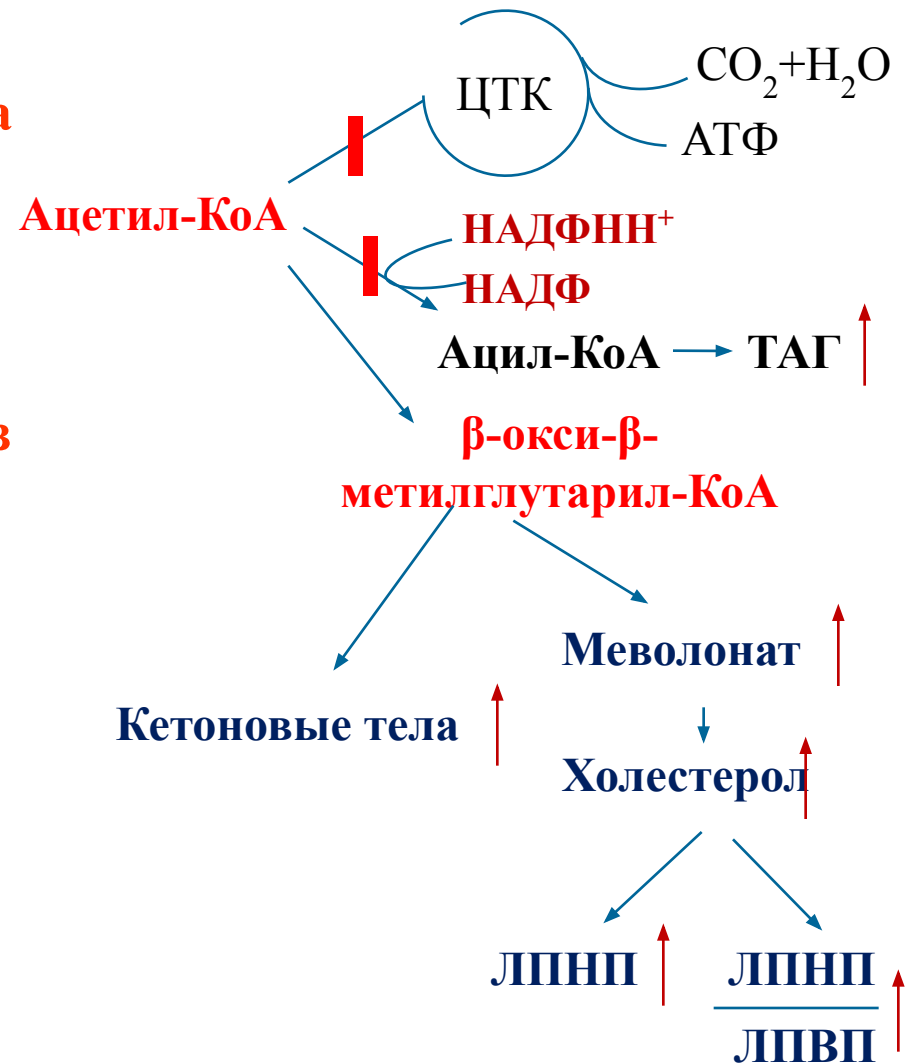 CO2+H2O
ЦТК
АТФ
а
Ацетил-КоА
НАДФНН+
НАДФ
Ацил-КоА
ТАГ
в
β-окси-β-
метилглутарил-КоА
Меволонат
Кетоновые тела
Холестерол
ЛПНП
ЛПНП
ЛПВП